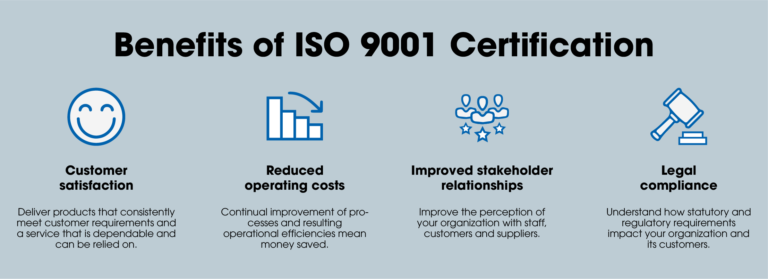 Benefits of ISO 9001 Certification
Customer
satisfaction
Deliver products that consistently
meet customer requirements and
a service that is dependable and
can be relied on.
Reduced
operating costs
Continual improvement of pro-
cesses and resulting
operational efficiencies mean
money saved.
Improved stakeholder
relationships
Improve the perception of
your organization with staff,
customers and suppliers.
Legal
compliance
Understand how statutory and
regulatory requirements
impact your organization and
its customers.